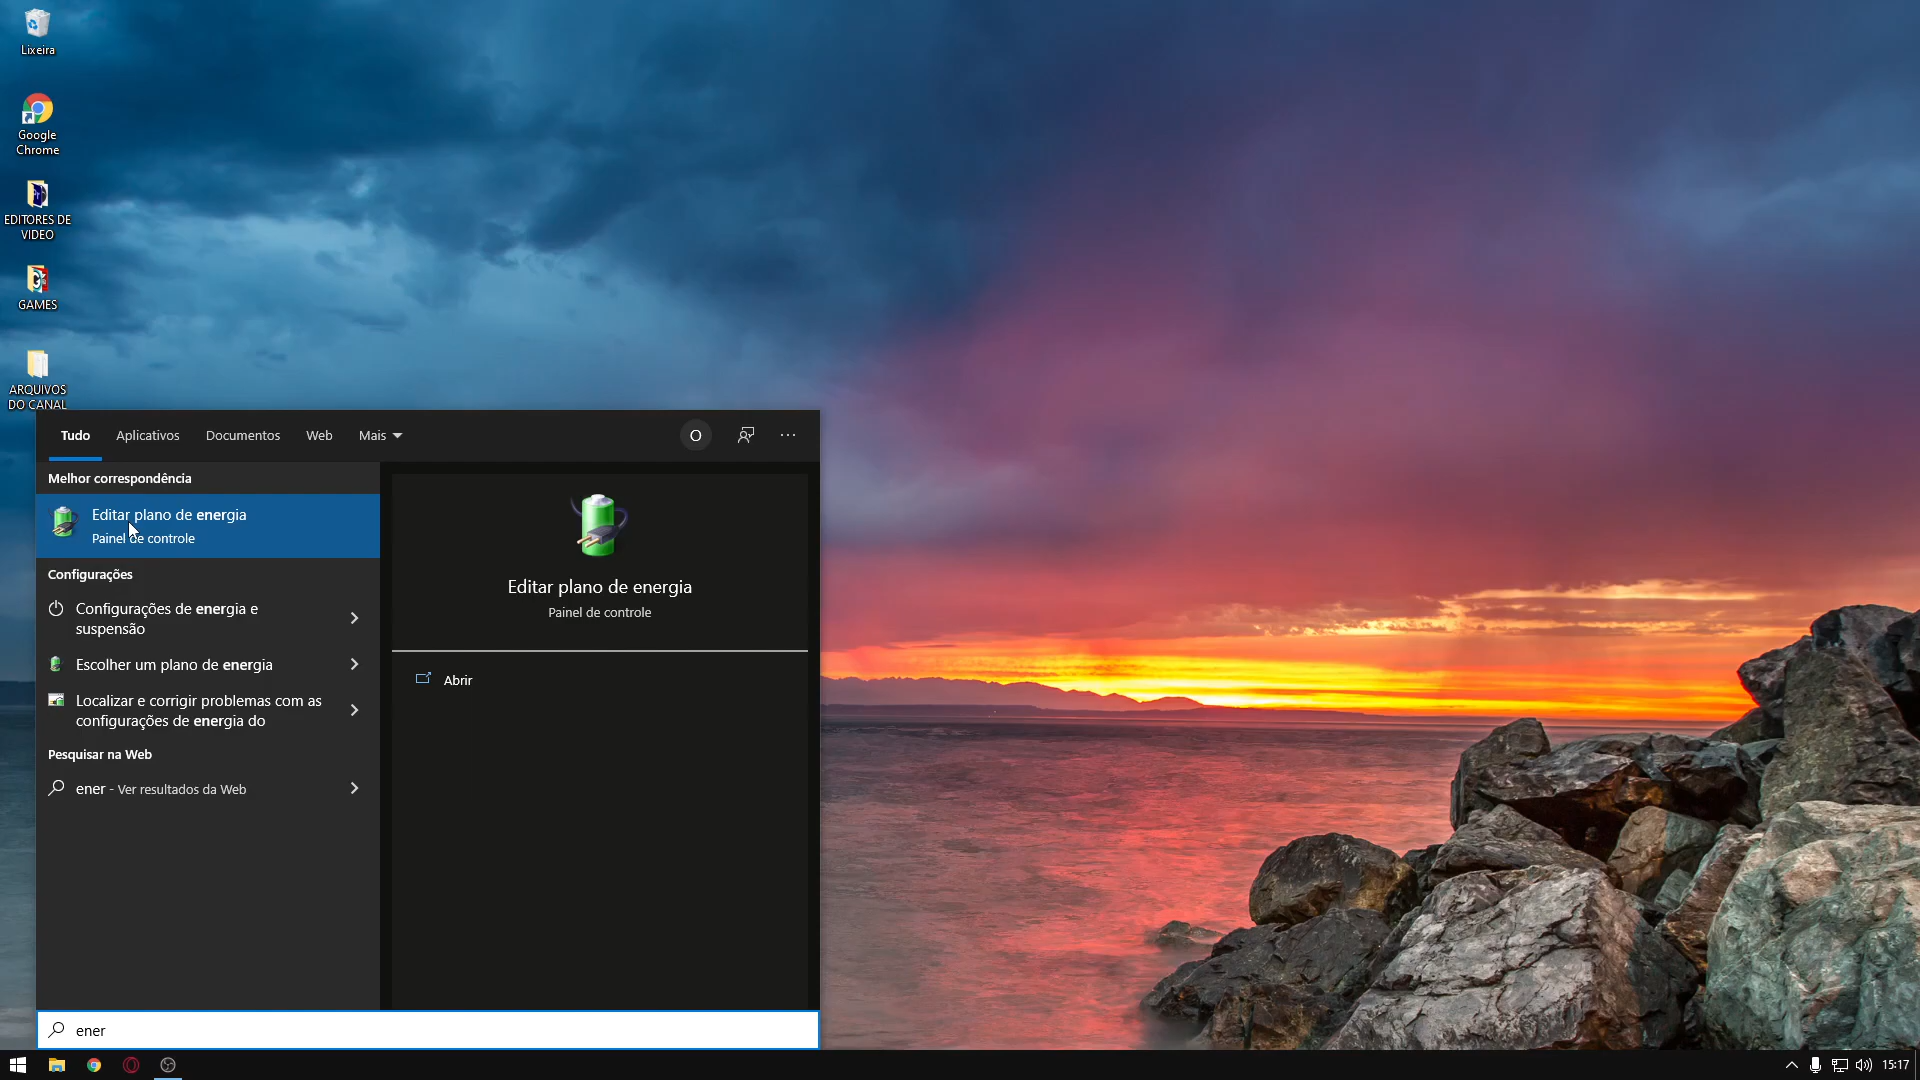 Lixeira
Google
Chrome
EDITORES DE
VIDEO
GAMES
ARQUIVOS
DO CANAL
Tudo
Aplicativos
Documentos
Web
Mais
O
Melhor correspondência
Editar plano de energia
Painel de controle
Configurações
Configurações de energia e
suspensão
Escolher um plano de energia
Localizar e corrigir problemas com as
configurações de energia do
Pesquisar na Web
ener - Ver resultados da Web
Editar plano de energia
Painel de controle
Abrir
ener
15:17